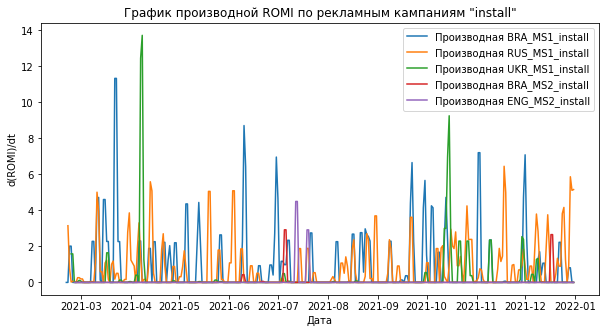 График производной ROMI по рекламным кампаниям "install"
14
12
10
8
6
4
2
0
d(ROMI)/dt
Производная BRA_MS1_install
Производная RUS_MS1_install
Производная UKR_MS1_install
Производная BRA_MS2_install
Производная ENG_MS2_install
2021-03 2021-04 2021-05 2021-06 2021-07 2021-08 2021-09 2021-10 2021-11 2021-12 2022-01
Дата